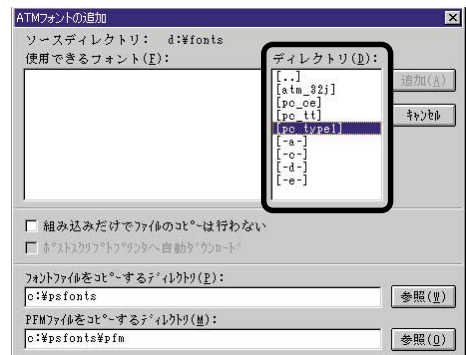 ATMフォントの追加
ソースディレクトリ: d:¥fonts
使用できるフォント(F):
ディレクトリ(D):
[..]
[atm_32j]
[pc_ce]
[pc_tt]
[pc_type1]
[-a-]
[-c-]
[-d-]
[-e-]
追加(A)
キャンセル
組み込みだけでファイルのコピーは行わない
ポストスクリプトプリンタへ自動ダウンロード
フォントファイルをコピーするディレクトリ(P):
c:¥psfonts
参照(W)
PFMファイルをコピーするディレクトリ(M):
c:¥psfonts¥pfm
参照(O)